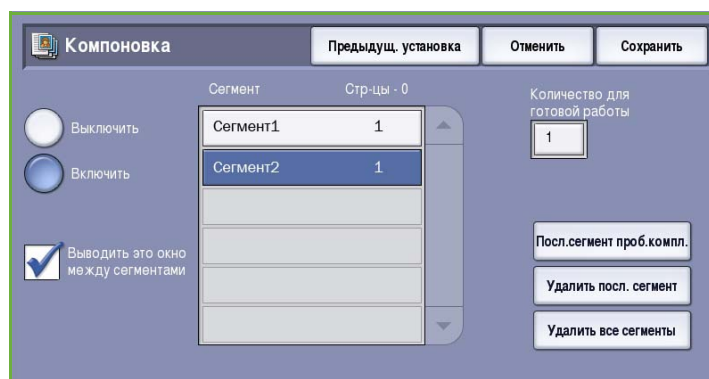 Компоновка
Предыдущ. установка
Отменить
Сохранить
Сегмент
Стр-цы - 0
Количество для
готовой работы
Выключить
Сегмент1
1
1
Включить
Сегмент2
1
Выводить это окно
между сегментами
Посл.сегмент проб.компл.
Удалить посл. сегмент
Удалить все сегменты